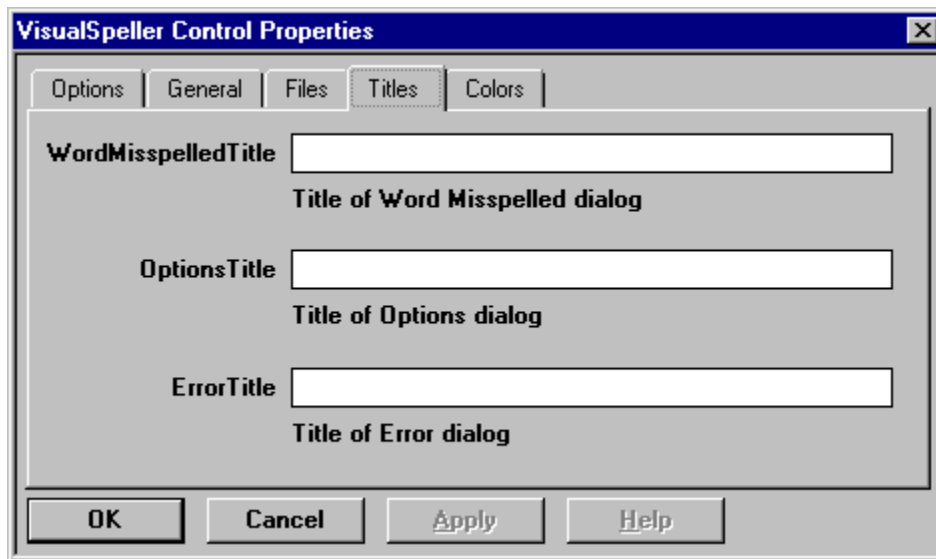 VisualSpeller Control Properties
Options General Files Titles Colors
WordMisspelledTitle
Title of Word Misspelled dialog
OptionsTitle
Title of Options dialog
ErrorTitle
Title of Error dialog
OK Cancel Apply Help